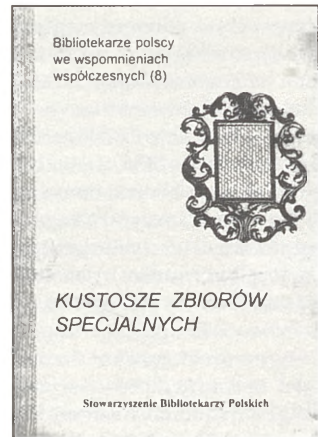 Bibliotekarze polscy
we wspomnieniach
współczesnych (8)
KUSTOSZE ZBIORÓW
SPECJALNYCH
Stowarzyszenie Bibliotekarzy Polskich